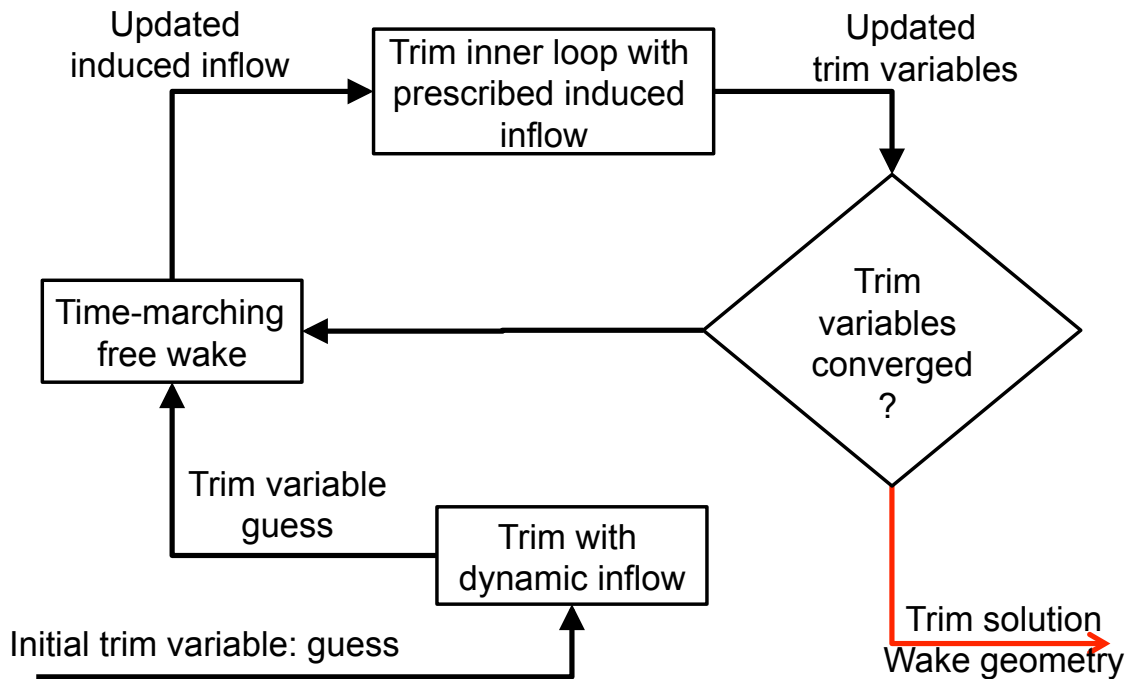 Updated
induced inflow
Trim inner loop with
prescribed induced
inflow
Updated
trim variables
Trim
variables
converged
?
Time-marching
free wake
Trim variable
guess
Trim with
dynamic inflow
Initial trim variable: guess
Trim solution
Wake geometry